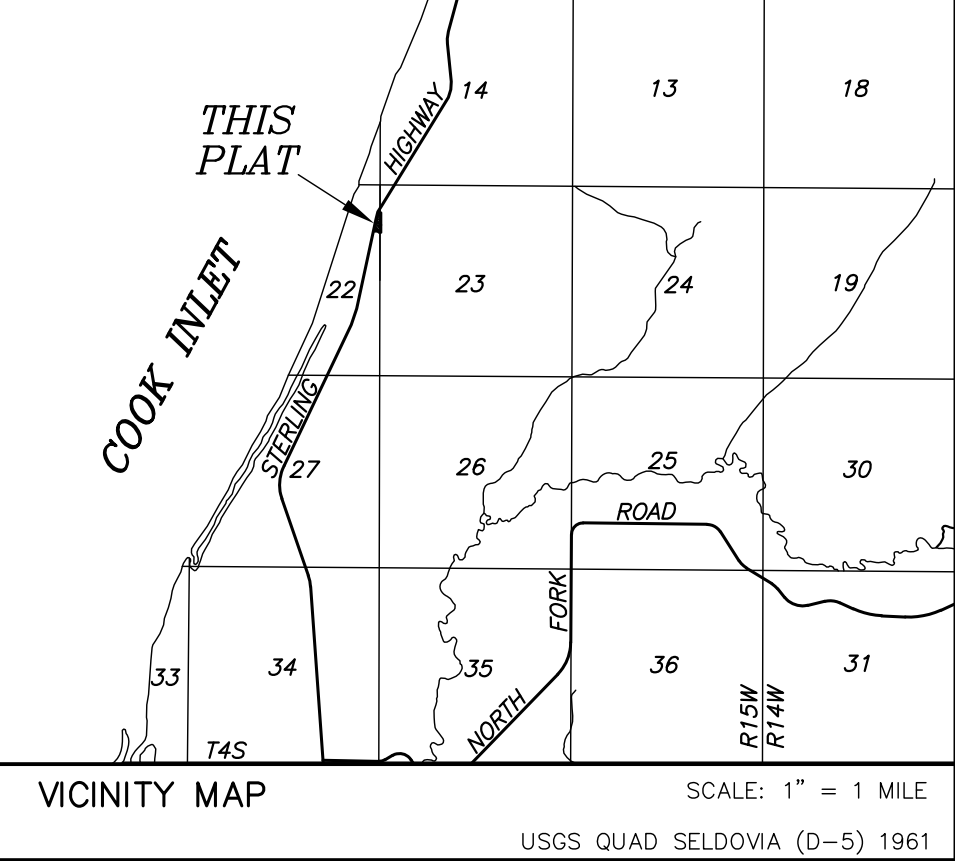 14
13
18
HIGHWAY
THIS
PLAT
COOK INLET
22
23
24
19
STERLING
27
26
25
30
ROAD
FORK
33
34
35
36
31
NORTH
R15W
R14W
T4S
VICINITY MAP
SCALE: 1” = 1 MILE
USGS QUAD SELDOVIA (D-5) 1961